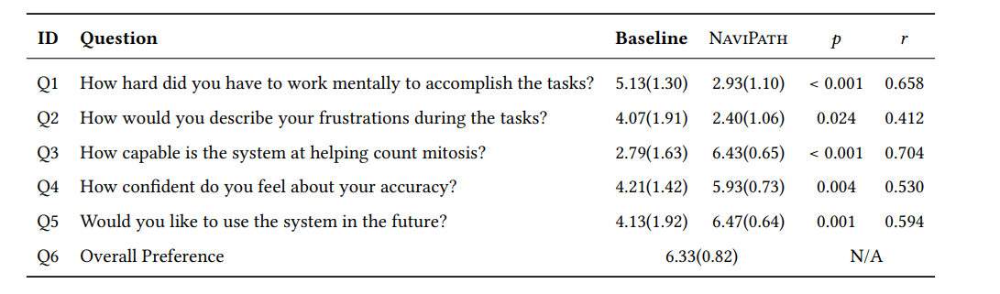 ID Question Baseline NAVIPATH p r
Q1 How hard did you have to work mentally to accomplish the tasks? 5.13(1.30) 2.93(1.10) < 0.001 0.658
Q2 How would you describe your frustrations during the tasks? 4.07(1.91) 2.40(1.06) 0.024 0.412
Q3 How capable is the system at helping count mitosis? 2.79(1.63) 6.43(0.65) < 0.001 0.704
Q4 How confident do you feel about your accuracy? 4.21(1.42) 5.93(0.73) 0.004 0.530
Q5 Would you like to use the system in the future? 4.13(1.92) 6.47(0.64) 0.001 0.594
Q6 Overall Preference 6.33(0.82) N/A